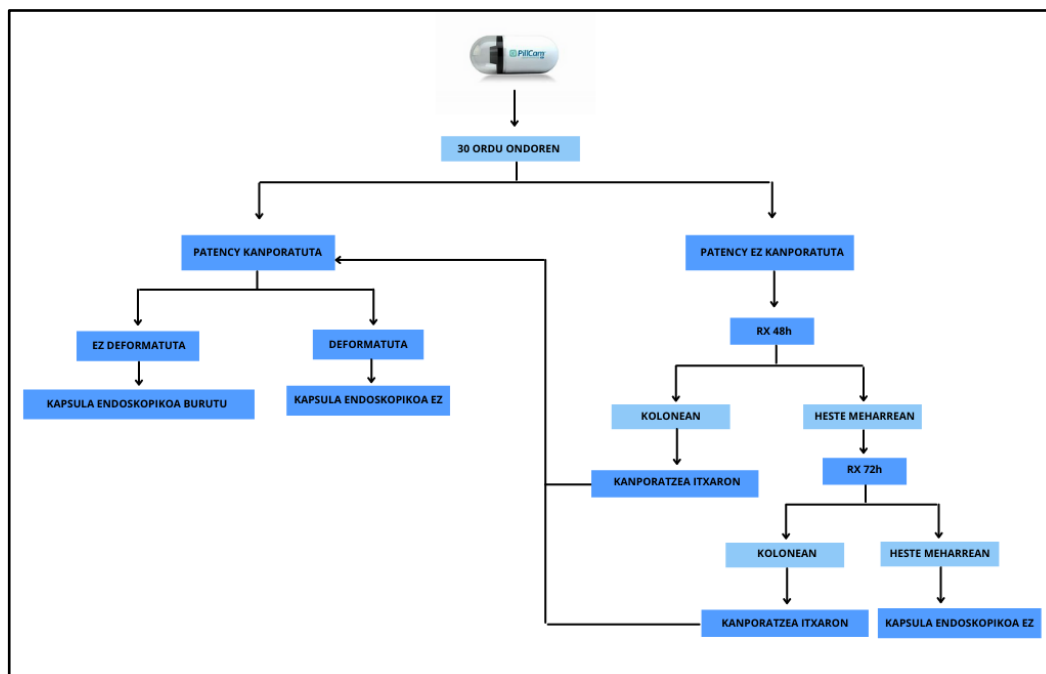 PillCam
30 ORDU ONDOREN
PATENCY KANPORATUTA
PATENCY EZ KANPORATUTA
RX 48h
EZ DEFORMATUTA
DEFORMATUTA
KAPSULA ENDOSKOPIKOA BURUTU
KAPSULA ENDOSKOPIKOA EZ
KOLONEAN
HESTE MEHARREAN
RX 72h
KANPORATZEA ITXARON
KOLONEAN
HESTE MEHARREAN
KANPORATZEA ITXARON
KAPSULA ENDOSKOPIKOA EZ